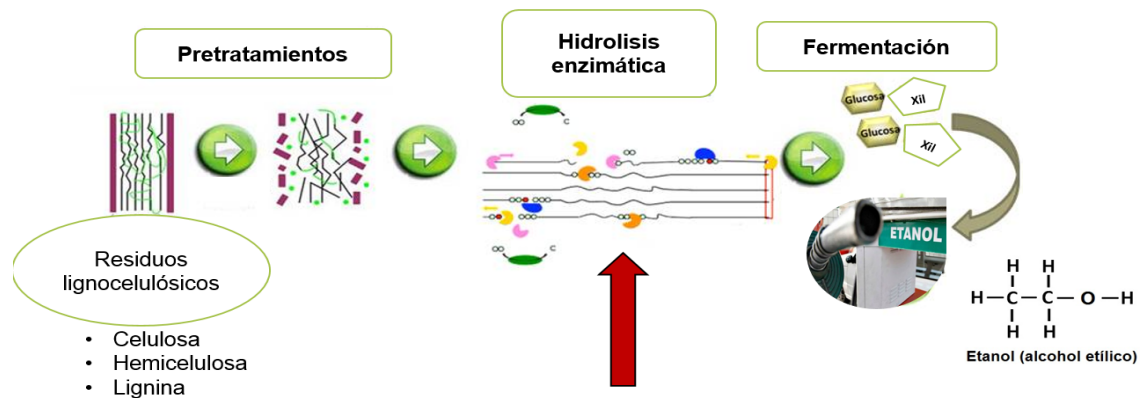 Pretratamientos
Hidrolisis
enzimática
Fermentación
Glucosa
Xil
Glucosa
Xil
C
ETANOL
C
Residuos
lignocelulósicos
• Celulosa
• Hemicelulosa
• Lignina
H H
H C C O H
H H
Etanol (alcohol etílico)